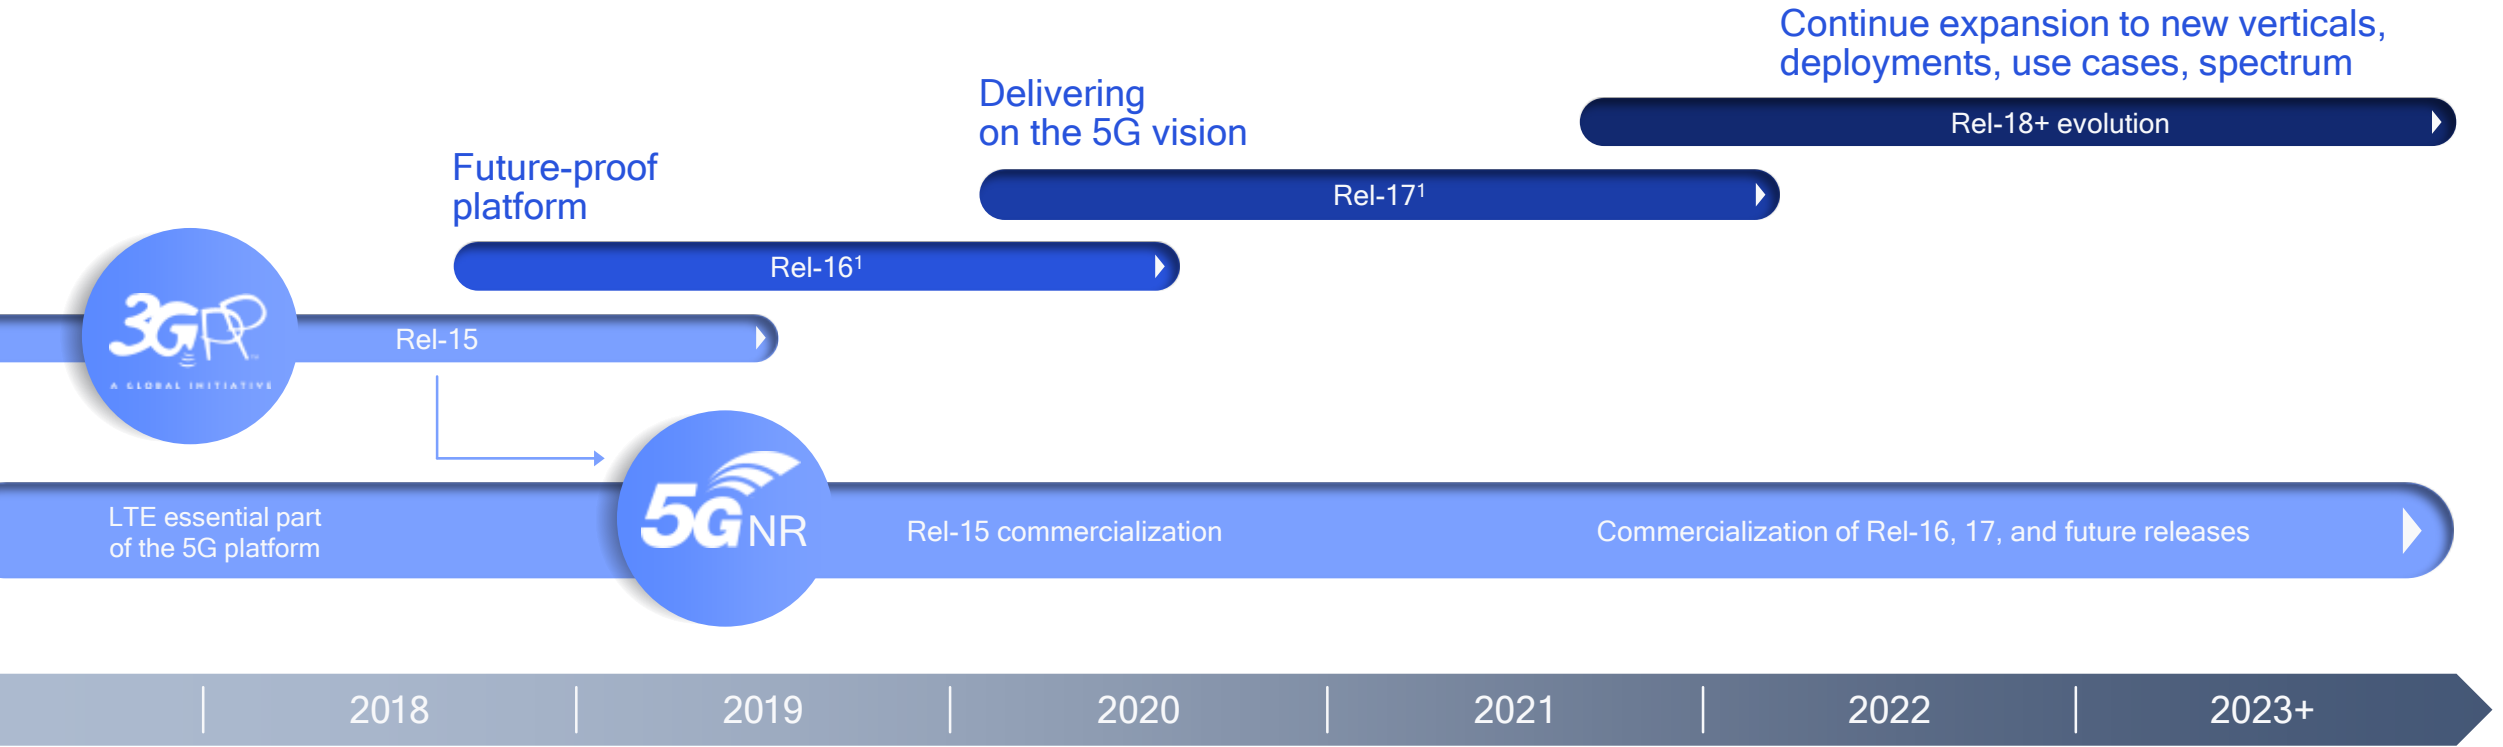 Continue expansion to new verticals,
deployments, use cases, spectrum
Rel-18+ evolution
Delivering
on the 5G vision
Rel-17¹
Future-proof
platform
Rel-16¹
3GPP
TM
A GLOBAL INITIATIVE
Rel-15
5G NR
LTE essential part
of the 5G platform
Rel-15 commercialization
Commercialization of Rel-16, 17, and future releases
2018
2019
2020
2021
2022
2023+